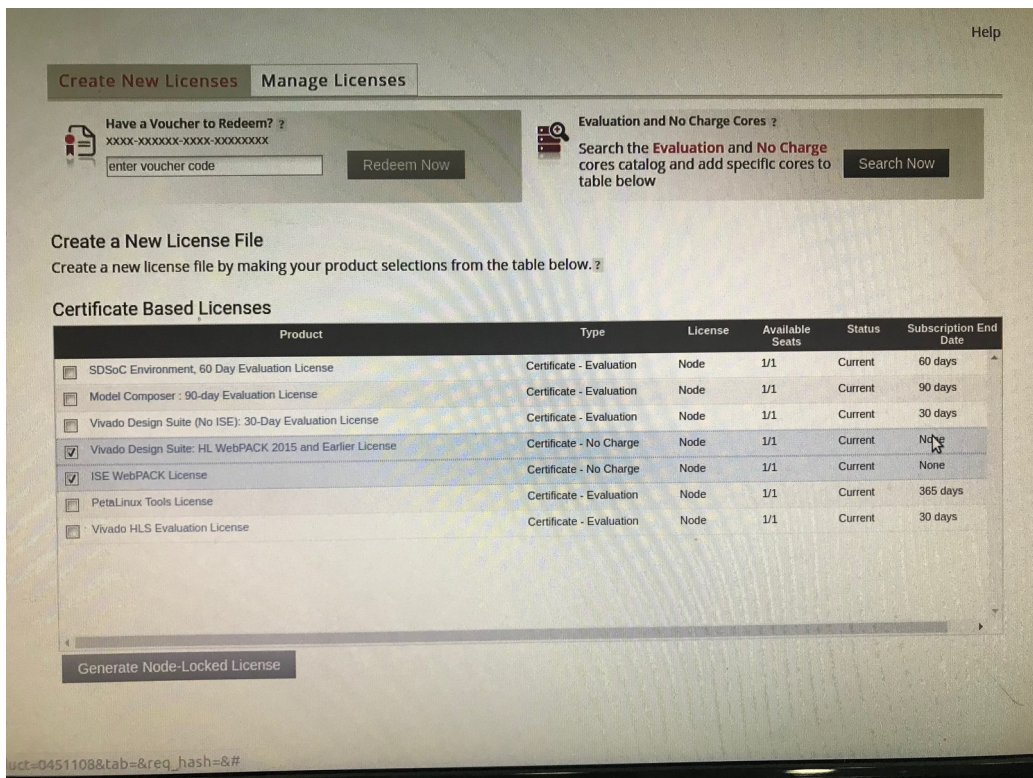 Help
Create New Licenses Manage Licenses
Have a Voucher to Redeem? ?
xxxx-xxxxxx-xxxx-xxxxxxxx
enter voucher code
Redeem Now
Evaluation and No Charge Cores ?
Search the Evaluation and No Charge
cores catalog and add specific cores to
table below
Search Now
Create a New License File
Create a new license file by making your product selections from the table below. ?
Certificate Based Licenses
Product Type License Available Seats Status Subscription End Date
SDSoC Environment, 60 Day Evaluation License Certificate - Evaluation Node 1/1 Current 60 days
Model Composer : 90-day Evaluation License Certificate - Evaluation Node 1/1 Current 90 days
Vivado Design Suite (No ISE): 30-Day Evaluation License Certificate - Evaluation Node 1/1 Current 30 days
Vivado Design Suite: HL WebPACK 2015 and Earlier License Certificate - No Charge Node 1/1 Current None
ISE WebPACK License Certificate - No Charge Node 1/1 Current None
PetaLinux Tools License Certificate - Evaluation Node 1/1 Current 365 days
Vivado HLS Evaluation License Certificate - Evaluation Node 1/1 Current 30 days
Generate Node-Locked License
uct=0451108&tab=&req_hash=&#